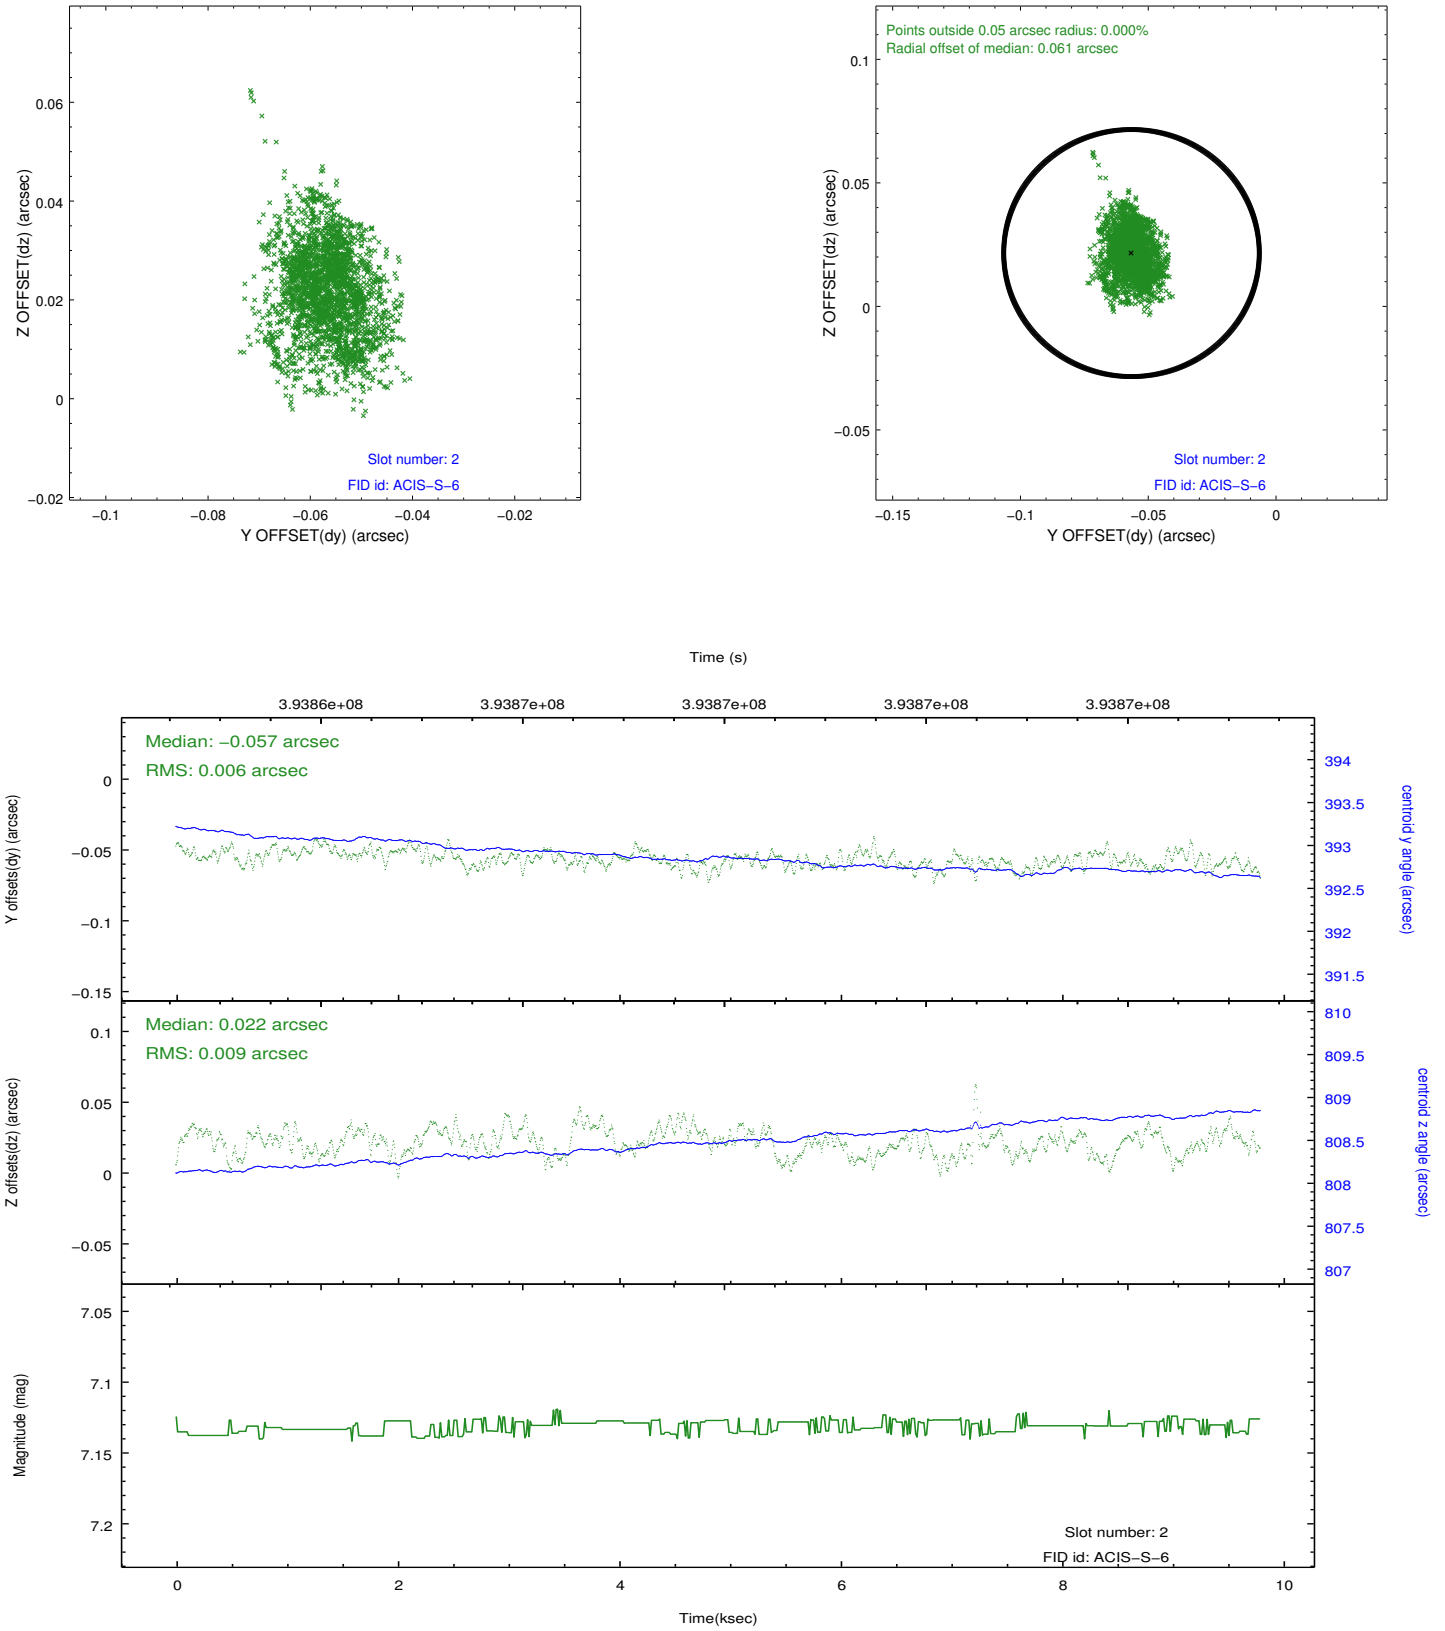 0.06
0.04
0.02
0
−0.02
−0.1
−0.08
−0.06
−0.04
−0.02
Z OFFSET(dz) (arcsec)
Y OFFSET(dy) (arcsec)
Slot number: 2
FID id: ACIS−S−6
Points outside 0.05 arcsec radius: 0.000%
Radial offset of median: 0.061 arcsec
0.1
0.05
0
−0.05
−0.15
−0.1
−0.05
0
Z OFFSET(dz) (arcsec)
Y OFFSET(dy) (arcsec)
Slot number: 2
FID id: ACIS−S−6
Time (s)
3.9386e+08
3.9387e+08
3.9387e+08
3.9387e+08
3.9387e+08
Median: −0.057 arcsec
RMS: 0.006 arcsec
0
−0.05
−0.1
−0.15
Y offsets(dy) (arcsec)
394
393.5
393
392.5
392
391.5
centroid y angle (arcsec)
Median: 0.022 arcsec
RMS: 0.009 arcsec
0.1
0.05
0
−0.05
Z offsets(dz) (arcsec)
810
809.5
809
808.5
808
807.5
807
centroid z angle (arcsec)
7.05
7.1
7.15
7.2
Magnitude (mag)
Slot number: 2
FID id: ACIS−S−6
0
2
4
6
8
10
Time(ksec)